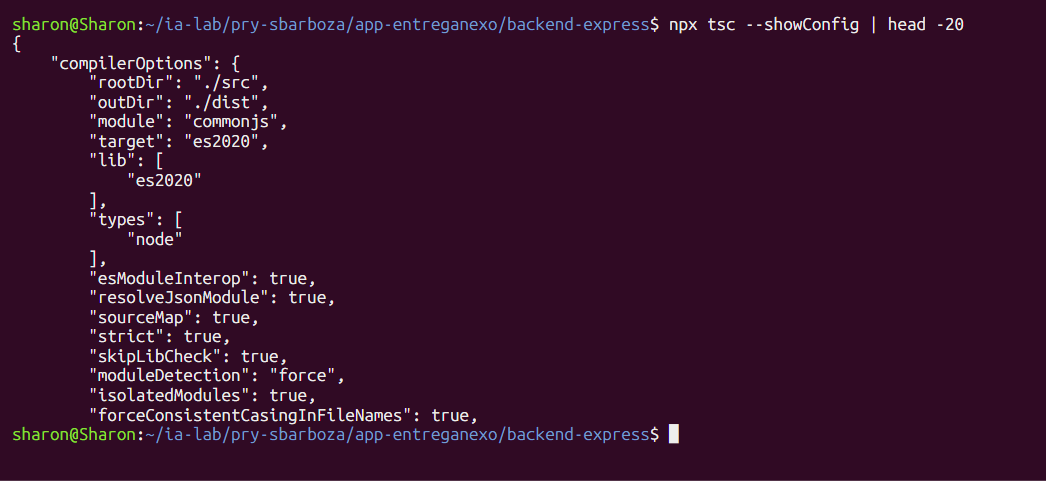 sharon@Sharon:~/ia-lab/pry-sbarboza/app-entreganexo/backend-express$ npx tsc --showConfig | head -20
{
    "compilerOptions": {
        "rootDir": "./src",
        "outDir": "./dist",
        "module": "commonjs",
        "target": "es2020",
        "lib": [
            "es2020"
        ],
        "types": [
            "node"
        ],
        "esModuleInterop": true,
        "resolveJsonModule": true,
        "sourceMap": true,
        "strict": true,
        "skipLibCheck": true,
        "moduleDetection": "force",
        "isolatedModules": true,
        "forceConsistentCasingInFileNames": true,
sharon@Sharon:~/ia-lab/pry-sbarboza/app-entreganexo/backend-express$